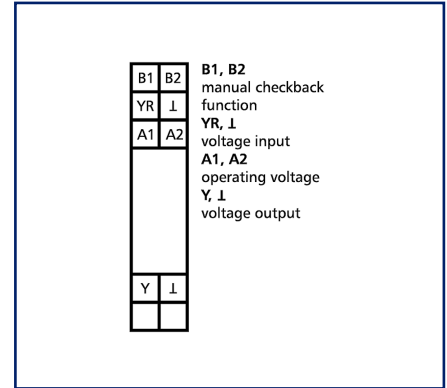 B1 B2
YR ⊥
A1 A2
Y ⊥
B1, B2
manual checkback
function
YR, ⊥
voltage input
A1, A2
operating voltage
Y, ⊥
voltage output